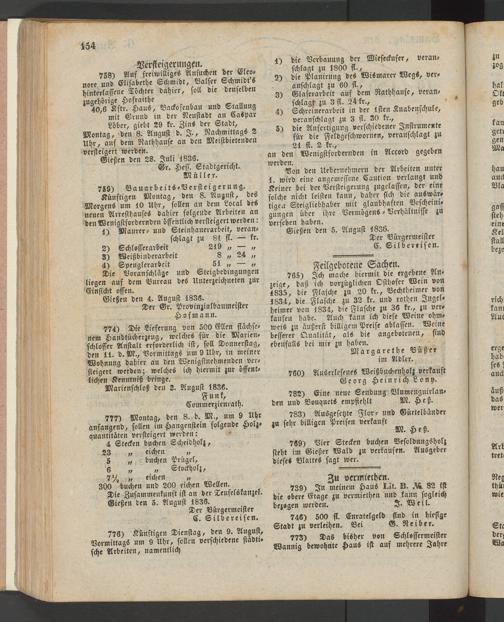 154
Versteigerungen.
758) Auf freiwilliges Ansuchen der Eleo-
nore und Elisabethe Schmidt, Balser Schmidt's
hinterlassene Töchter dahier, soll die denselben
zugehörige Hofraithe
40,6 Kftr. Haus, Backofenbau und Stallung
mit Grund in der Neustadt an Caspar
Löber, giebt 29 kr. Zins der Stadt,
Montag, den 8. August d. J., Nachmittags 2
Uhr, auf dem Rathhause an den Meistbietenden
versteigert werden.
Gießen den 28. Juli 1836.
Gr. Hess. Stadtgericht.
Müller.
759) Bauarbeits-Versteigerung.
Künftigen Montag, den 8. August, des
Morgens um 10 Uhr, sollen an dem Local des
neuen Arresthauses dahier folgende Arbeiten an
den Wenigstfordernden öffentlich versteigert werden:
1) Maurer- und Steinhauerarbeit, veran-
schlagt zu 81 fl. — kr.
2) Schlosserarbeit 219 „ — „
3) Weißbinderarbeit 8 „ 24 „
4) Spenglerarbeit 51 „ — „
Die Voranschläge und Steigbedingungen
liegen auf dem Bureau des Unterzeichneten zur
Einsicht offen.
Gießen den 4. August 1836.
Der Gr. Provinzialbaumeister
Hofmann.
774) Die Lieferung von 500 Ellen flächse-
nem Handtücherzeug, welches für die Marien-
schlosser Anstalt erforderlich ist, soll Donnerstag,
den 11. d. M., Vormittags um 9 Uhr, in meiner
Wohnung dahier an den Wenigstnehmenden ver-
steigert werden; welches ich hiermit zur öffent-
lichen Kenntniß bringe.
Marienschloß den 2. August 1836.
Funk,
Commerzienrath.
777) Montag, den 8. d. M., um 9 Uhr
anfangend, sollen im Hangenstein folgende Holz-
quantitäten versteigert werden:
4 Stecken buchen Scheidholz,
23 „ eichen „
5 „ buchen Prügel,
6 „ „ Stockholz,
7½ „ eichen „
300 buchen und 200 eichen Wellen.
Die Zusammenkunft ist an der Teufelskanzel.
Gießen den 5. August 1836.
Der Bürgermeister
C. Silbereisen.
776) Künftigen Dienstag, den 9. August,
Vormittags um 9 Uhr, sollen verschiedene städti-
sche Arbeiten, namentlich
1) die Verbauung der Wieseckufer, veran-
schlagt zu 1800 fl.,
2) die Planirung des Wismarer Wegs, ver-
anschlagt zu 60 fl.,
3) Glaserarbeit auf dem Rathhause, veran-
schlagt zu 3 fl. 24 kr.,
4) Schreinerarbeit in der 1sten Knabenschule,
veranschlagt zu 3 fl. 30 kr.,
5) die Anfertigung verschiedener Instrumente
für die Feldgeschwornen, veranschlagt zu
21 fl. 2 kr.,
an den Wenigstfordernden in Accord gegeben
werden.
Von den Uebernehmern der Arbeiten unter
1. wird eine angemessene Caution verlangt und
Keiner bei der Versteigerung zugelassen, der eine
solche nicht leisten kann, daher sich die auswär-
tigen Steigliebhaber mit glaubhaften Bescheini-
gungen über ihre Vermögens-Verhältnisse zu
versehen haben.
Gießen den 5. August 1836.
Der Bürgermeister
C. Silbereisen.
Feilgebotene Sachen.
765) Ich mache hiermit die ergebene An-
zeige, daß ich vorzüglichen Osthofer Wein von
1835, die Flasche zu 20 kr., Bechtheimer von
1834, die Flasche zu 32 kr. und rothen Ingel-
heimer von 1834, die Flasche zu 36 kr., zu ver-
kaufen habe. Auch kann ich diese Weine ohm-
weis zu äußerst billigem Preise ablassen. Weine
besserer Qualität, als die angebotenen, sind
ebenfalls bei mir zu haben.
Margarethe Büßer
im Adler.
760) Auserlesenes Weißbuchenholz verkauft
Georg Heinrich Lony.
782) Eine neue Sendung Blumenguirlan-
den und Bouquets empfiehlt M. Heß.
783) Ausgesetzte Flor- und Gürtelbänder
zu sehr billigen Preisen verkauft
M. Heß.
769) Vier Stecken buchen Besoldungsholz
steht im Gießer Wald zu verkaufen. Ausgeber
dieses Blattes sagt wer.
Zu vermiethen.
739) In meinem Haus Lit. B. № 82 ist
die obere Etage zu vermiethen und kann sogleich
bezogen werden. J. Weil.
746) 500 fl. Curatelgeld sind in hiesige
Stadt zu verleihen. Bei G. Reiber.
773) Das bisher von Schlossermeister
Wannig bewohnte Haus ist auf mehrere Jahre